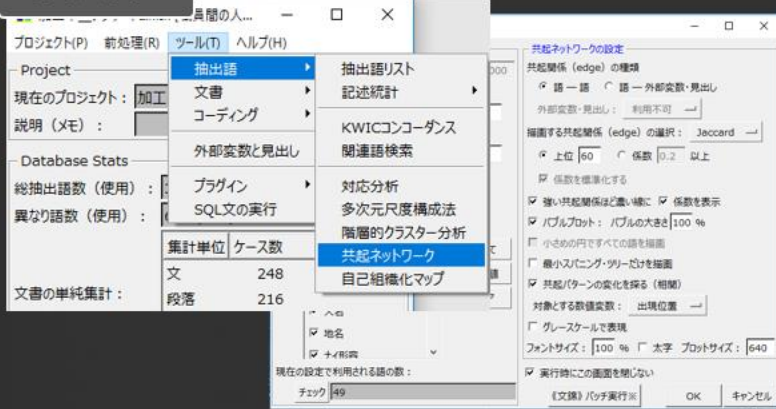 員間の人...
プロジェクト(P) 前処理(R) ツール(T) ヘルプ(H)
Project
現在のプロジェクト： 加工
説明（メモ）：
Database Stats
総抽出語数（使用）：
異なり語数（使用）：
文書の単純集計：
集計単位 ケース数
文 248
段落 216
抽出語
文書
コーディング
外部変数と見出し
プラグイン
SQL文の実行
抽出語リスト
記述統計
KWICコンコーダンス
関連語検索
対応分析
多次元尺度構成法
階層的クラスター分析
共起ネットワーク
自己組織化マップ
人名
地名
ナイ形容
現在の設定で利用される語の数：
チェック 49
共起ネットワークの設定
共起関係（edge）の種類
語 ― 語 語 ― 外部変数・見出し
外部変数・見出し： 利用不可
描画する共起関係（edge）の選択： Jaccard
上位 60 係数 0.2 以上
係数を標準化する
強い共起関係ほど濃い線に 係数を表示
バブルプロット： バブルの大きさ 100 %
小さめの円ですべての語を描画
最小スパニング・ツリーだけを描画
共起パターンの変化を探る（相関）
対象とする数値変数： 出現位置
グレースケールで表現
フォントサイズ： 100 % 太字 プロットサイズ： 640
実行時にこの画面を閉じない
《文錦》バッチ実行※ OK キャンセル